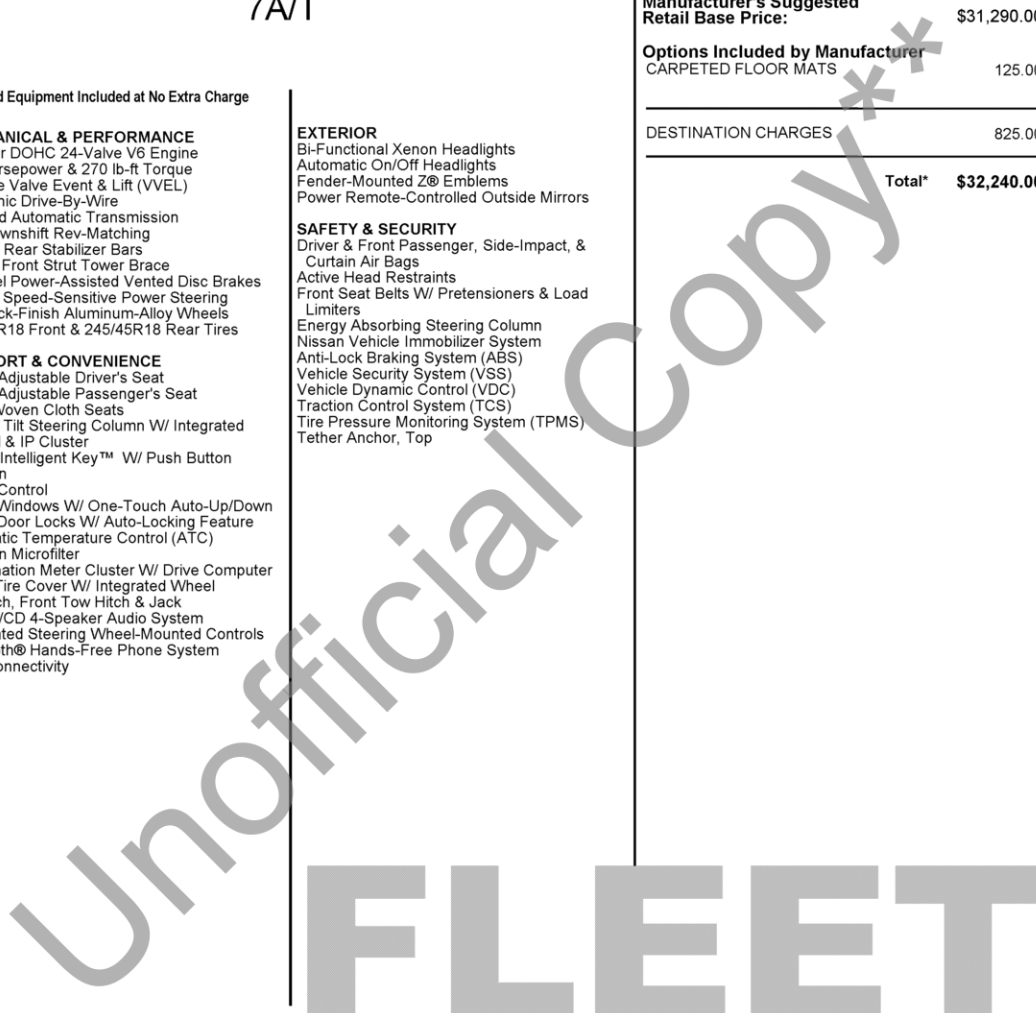 7A/T
Manufacturer's Suggested
Retail Base Price: $31,290.00
Options Included by Manufacturer
CARPETED FLOOR MATS 125.00
DESTINATION CHARGES 825.00
Total* $32,240.00
d Equipment Included at No Extra Charge
ANICAL & PERFORMANCE
r DOHC 24-Valve V6 Engine
rsepower & 270 lb-ft Torque
e Valve Event & Lift (VVEL)
nic Drive-By-Wire
d Automatic Transmission
wnshift Rev-Matching
Rear Stabilizer Bars
Front Strut Tower Brace
el Power-Assisted Vented Disc Brakes
Speed-Sensitive Power Steering
ck-Finish Aluminum-Alloy Wheels
R18 Front & 245/45R18 Rear Tires
ORT & CONVENIENCE
Adjustable Driver's Seat
Adjustable Passenger's Seat
Woven Cloth Seats
Tilt Steering Column W/ Integrated
& IP Cluster
Intelligent Key™ W/ Push Button
n
Control
Windows W/ One-Touch Auto-Up/Down
Door Locks W/ Auto-Locking Feature
tic Temperature Control (ATC)
n Microfilter
ation Meter Cluster W/ Drive Computer
Tire Cover W/ Integrated Wheel
ch, Front Tow Hitch & Jack
/CD 4-Speaker Audio System
ted Steering Wheel-Mounted Controls
th® Hands-Free Phone System
onnectivity
EXTERIOR
Bi-Functional Xenon Headlights
Automatic On/Off Headlights
Fender-Mounted Z® Emblems
Power Remote-Controlled Outside Mirrors
SAFETY & SECURITY
Driver & Front Passenger, Side-Impact, &
Curtain Air Bags
Active Head Restraints
Front Seat Belts W/ Pretensioners & Load
Limiters
Energy Absorbing Steering Column
Nissan Vehicle Immobilizer System
Anti-Lock Braking System (ABS)
Vehicle Security System (VSS)
Vehicle Dynamic Control (VDC)
Traction Control System (TCS)
Tire Pressure Monitoring System (TPMS)
Tether Anchor, Top
Unofficial Copy**
FLEET